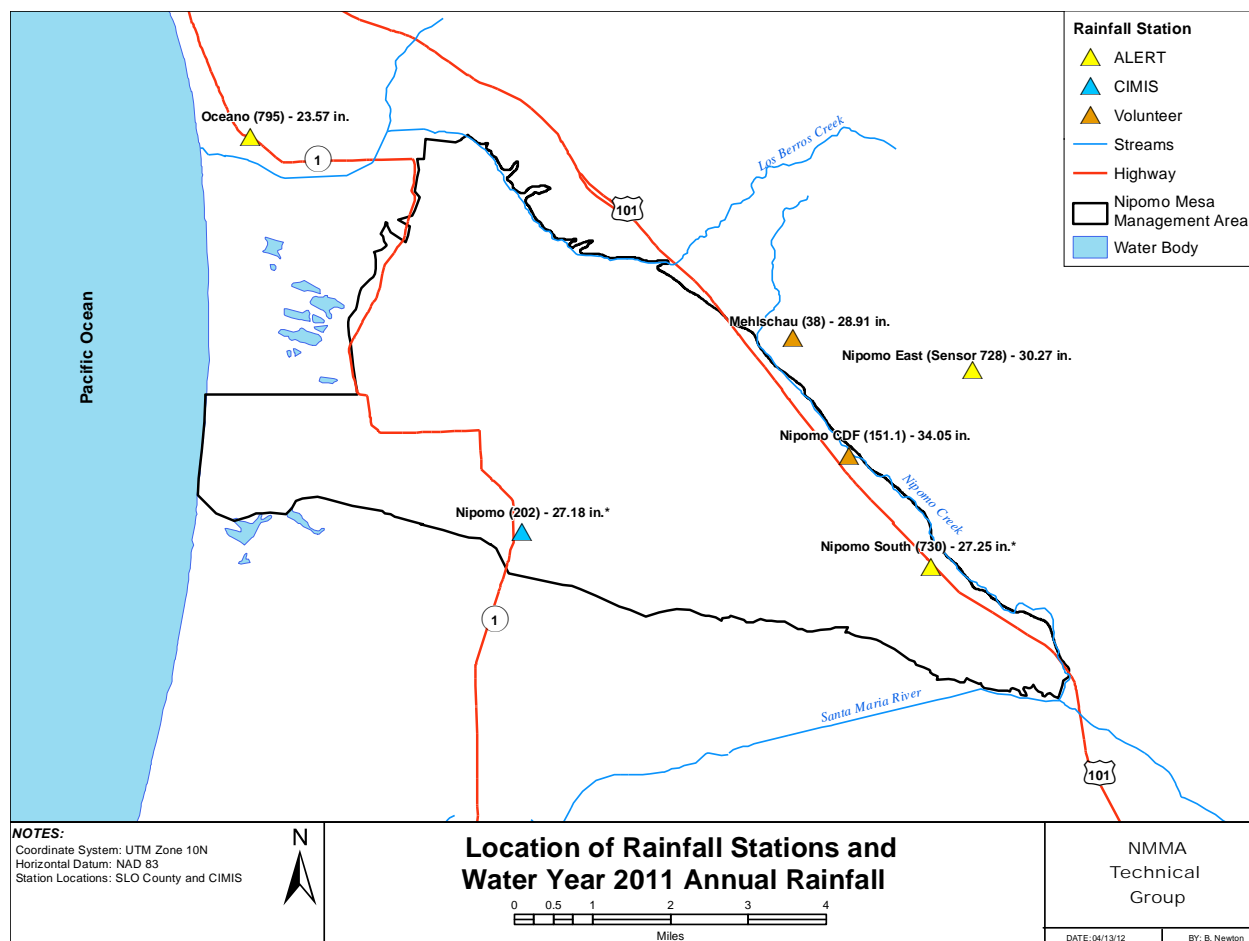 Rainfall Station
ALERT
CIMIS
Volunteer
Streams
Highway
Nipomo Mesa
Management Area
Water Body
Oceano (795) - 23.57 in.
1
Los Berros Creek
101
Pacific Ocean
Mehlschau (38) - 28.91 in.
Nipomo East (Sensor 728) - 30.27 in.
Nipomo CDF (151.1) - 34.05 in.
Nipomo Creek
Nipomo (202) - 27.18 in.*
Nipomo South (730) - 27.25 in.*
1
Santa Maria River
101
NOTES:
Coordinate System: UTM Zone 10N
Horizontal Datum: NAD 83
Station Locations: SLO County and CIMIS
N
Location of Rainfall Stations and
Water Year 2011 Annual Rainfall
0 0.5 1 2 3 4
Miles
NMMA
Technical
Group
DATE:04/13/12 BY: B. Newton